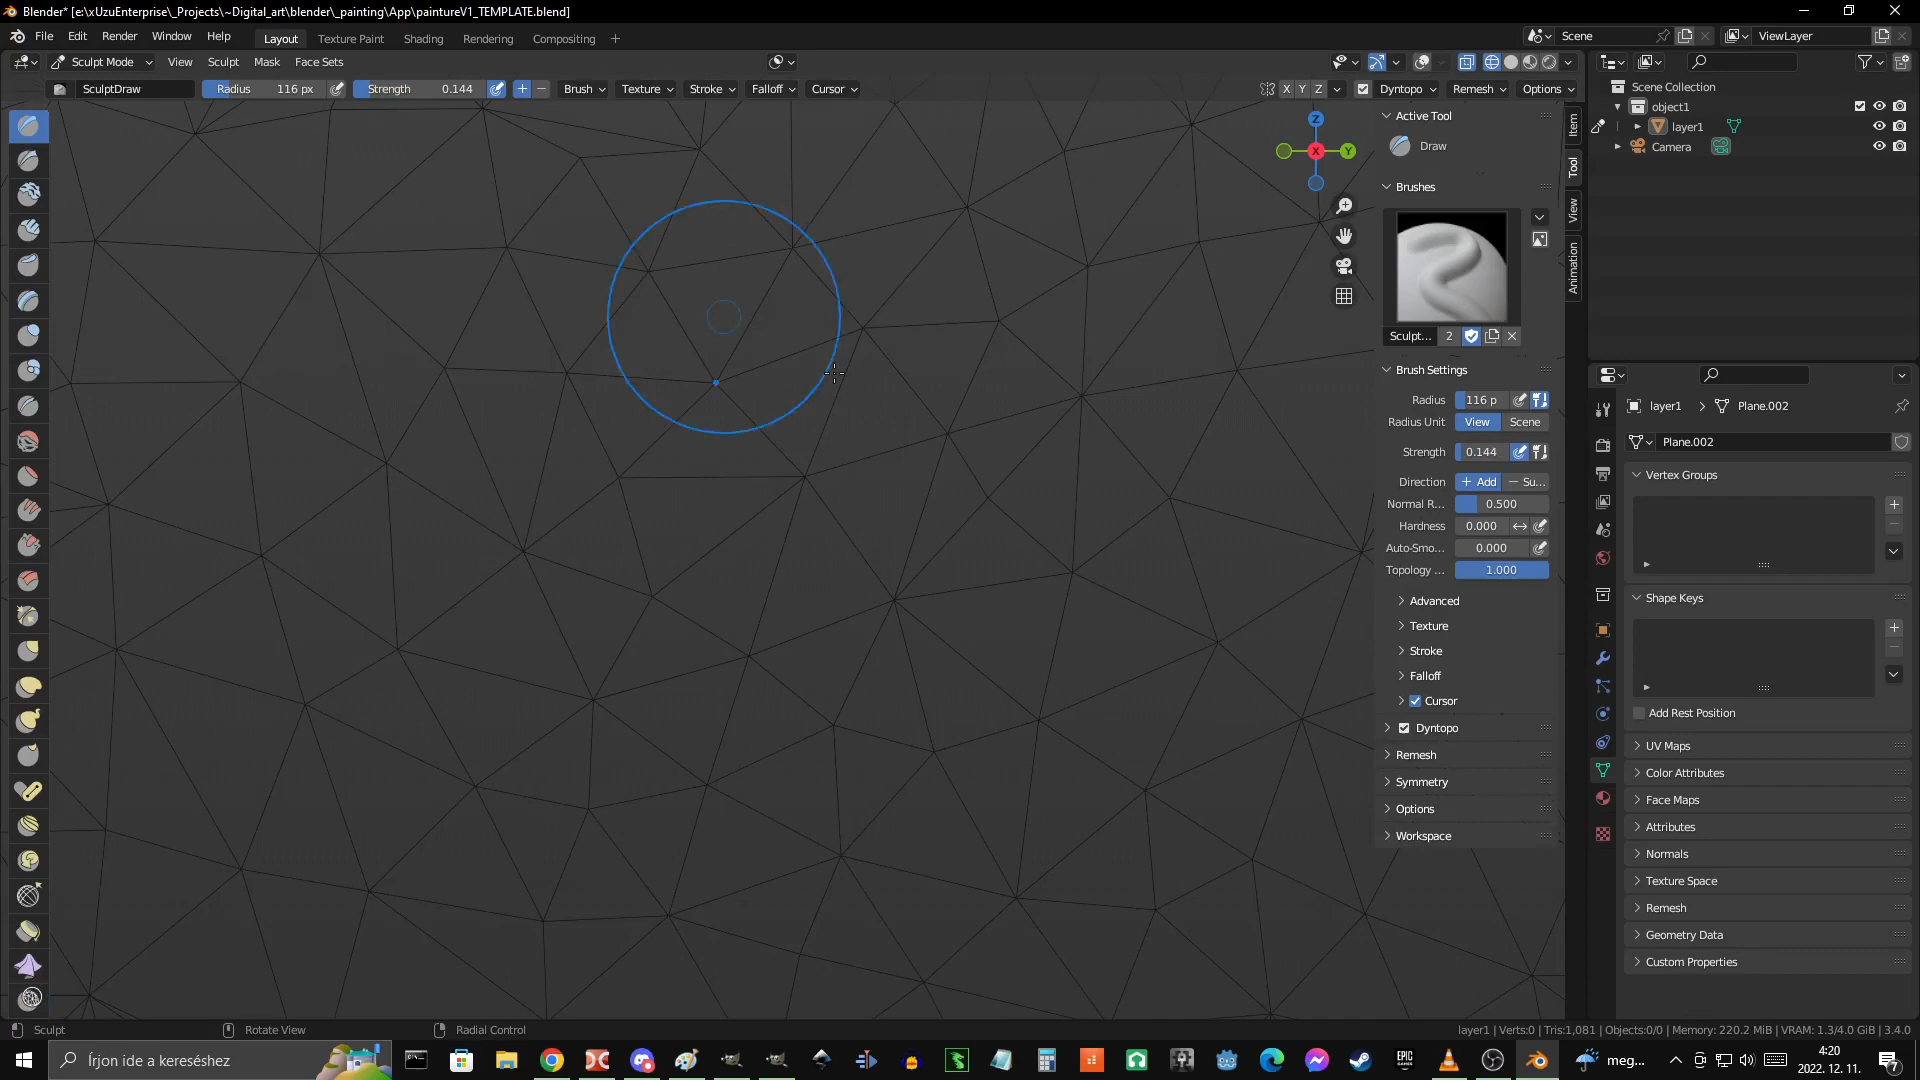 Blender* [e:\xUzuEnterprise\_Projects\~Digital_art\blender\_painting\App\paintureV1_TEMPLATE.blend]
File Edit Render Window Help Layout Texture Paint Shading Rendering Compositing + Scene ViewLayer
Sculpt Mode View Sculpt Mask Face Sets
SculptDraw Radius 116 px Strength 0.144 Brush Texture Stroke Falloff Cursor X Y Z Dyntopo Remesh Options
Z
X
Y
Item
Tool
View
Animation
Active Tool
Draw
Brushes
Sculpt... 2
Brush Settings
Radius 116 p
Radius Unit View Scene
Strength 0.144
Direction + Add − Su...
Normal R... 0.500
Hardness 0.000
Auto-Smo... 0.000
Topology ... 1.000
Advanced
Texture
Stroke
Falloff
Cursor
Dyntopo
Remesh
Symmetry
Options
Workspace
Scene Collection
object1
layer1
Camera
layer1 Plane.002
Plane.002
Vertex Groups
Shape Keys
Add Rest Position
UV Maps
Color Attributes
Face Maps
Attributes
Normals
Texture Space
Remesh
Geometry Data
Custom Properties
Sculpt Rotate View Radial Control layer1 | Verts:0 | Tris:1,081 | Objects:0/0 | Memory: 220.2 MiB | VRAM: 1.3/4.0 GiB | 3.4.0
Írjon ide a kereséshez
EPIC GAMES
meg...
4:20
2022. 12. 11.
7